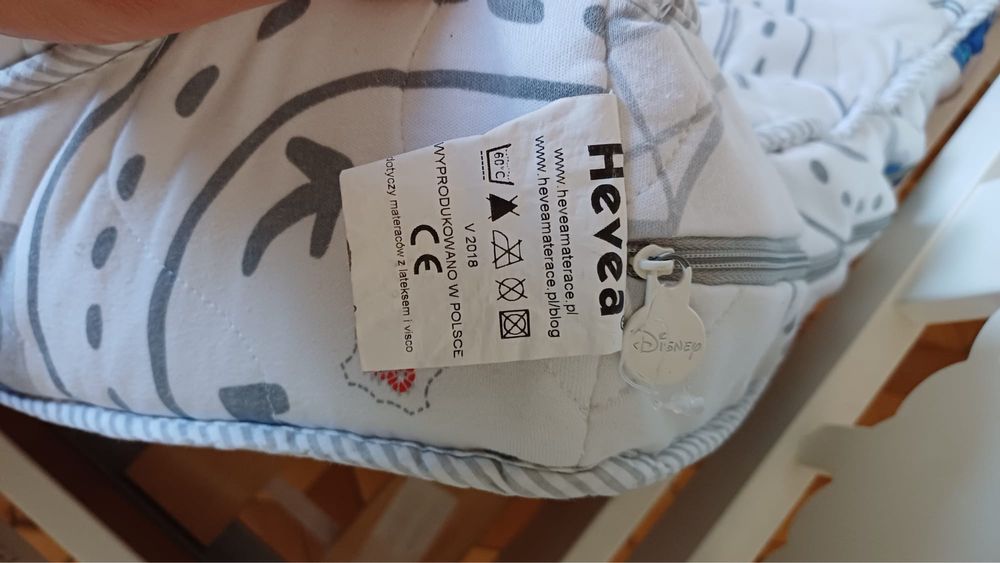 Hevea
www.heveamaterace.pl
www.heveamaterace.pl/blog
60°C
v 2018
WYPRODUKOWANO W POLSCE
CE
dotyczy materaców z lateksem i visco
Disney